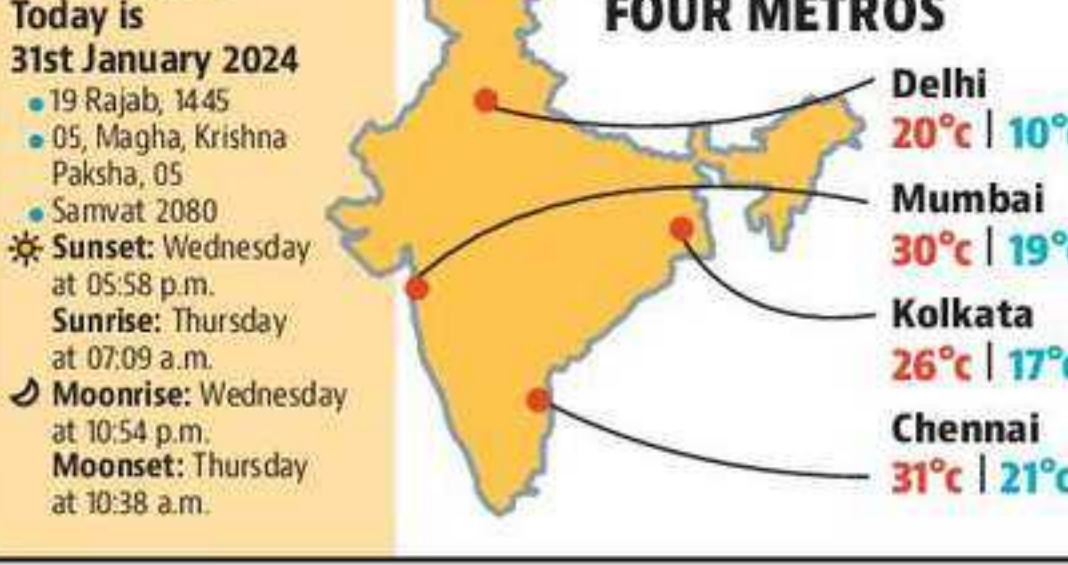 Today is
31st January 2024
• 19 Rajab, 1445
• 05, Magha, Krishna
Paksha, 05
• Samvat 2080
Sunset: Wednesday
at 05:58 p.m.
Sunrise: Thursday
at 07:09 a.m.
Moonrise: Wednesday
at 10:54 p.m.
Moonset: Thursday
at 10:38 a.m.
FOUR METROS
Delhi
20°c | 10°c
Mumbai
30°c | 19°c
Kolkata
26°c | 17°c
Chennai
31°c | 21°c